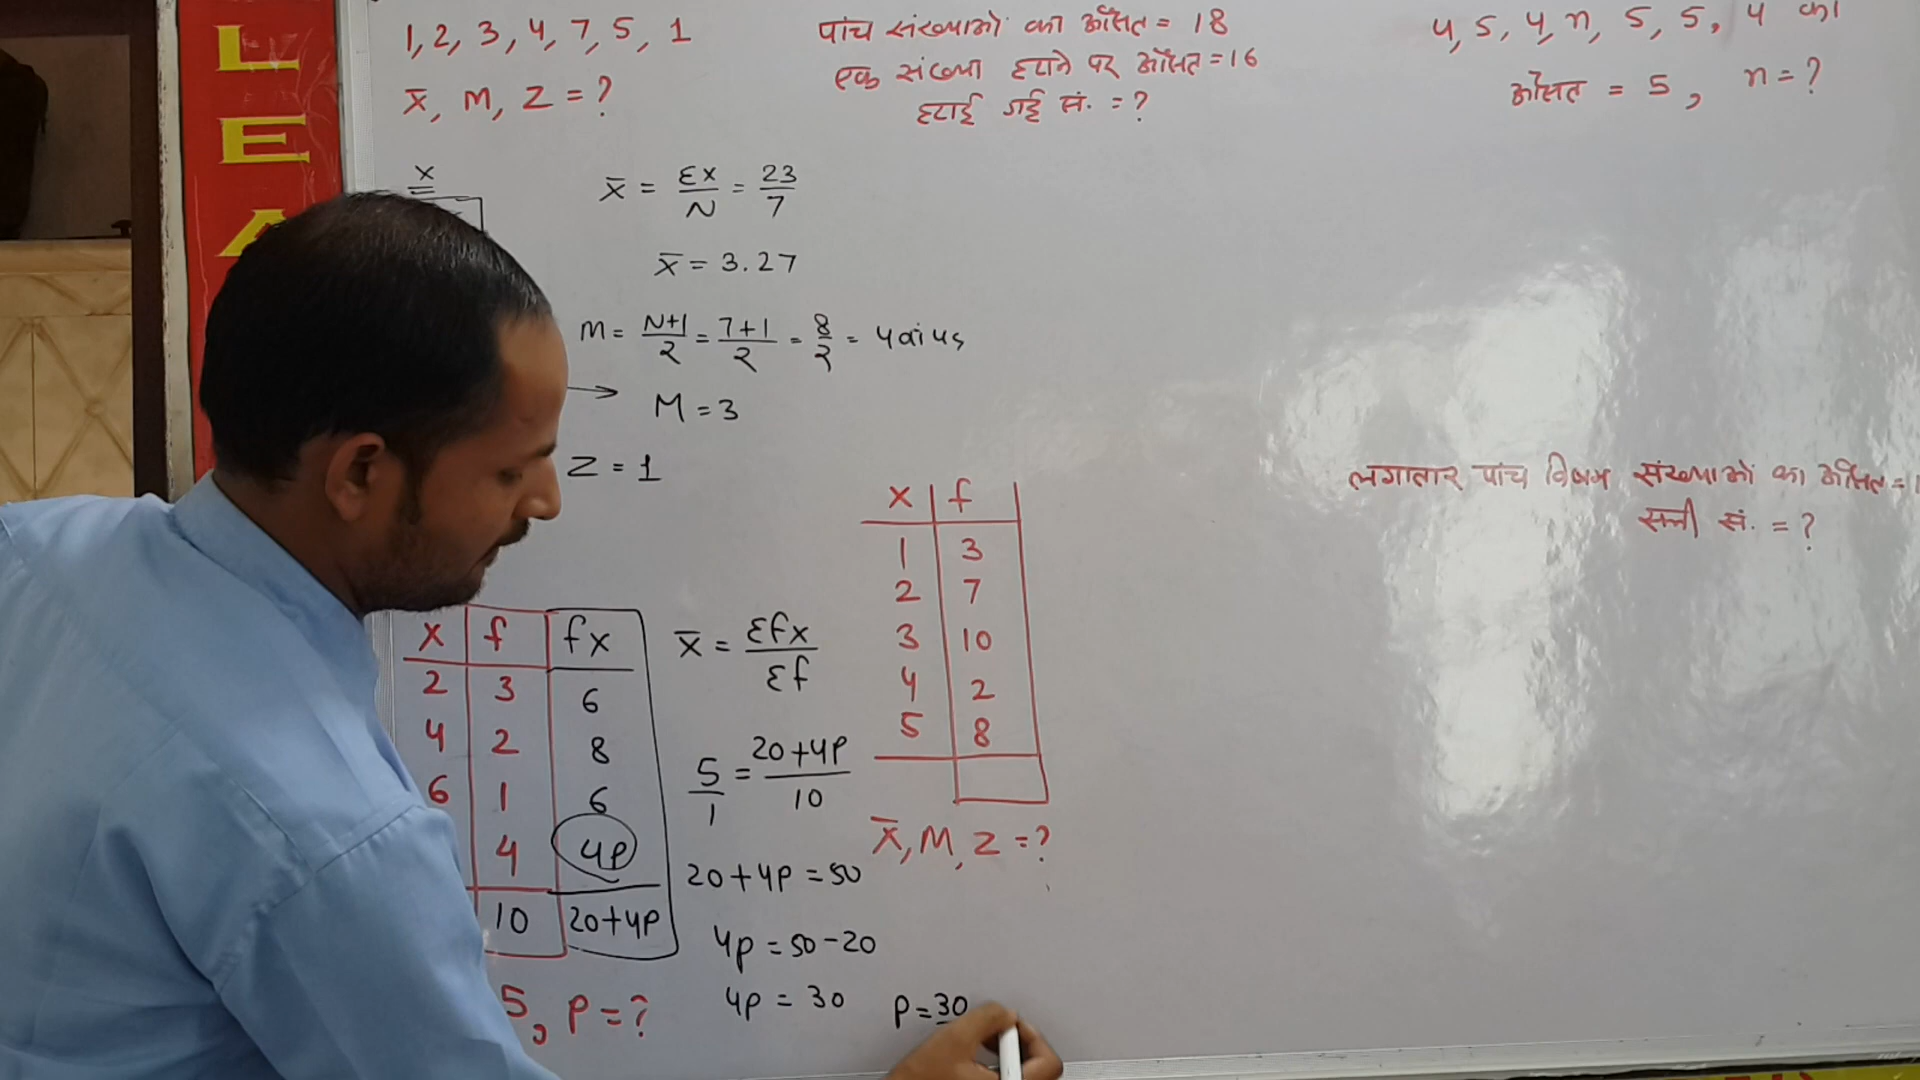 L
E
A
1, 2, 3, 4, 7, 5, 1
x̄, M, Z = ?
पांच संख्याओं का औसत = 18
एक संख्या हटाने पर औसत = 16
हटाई गई सं. = ?
4, 5, 4, n, 5, 5, 4 का
औसत = 5, n = ?
x
x̄ = Σx/N = 23/7
x̄ = 3.27
M = N+1/2 = 7+1/2 = 8/2 = 4
M = 3
Z = 1
लगातार पांच विषम संख्याओं का औसत = 1
सभी सं. = ?
x | f
1 | 3
2 | 7
3 | 10
4 | 2
5 | 8
x̄, M, Z = ?
x | f | fx
2 | 3 | 6
4 | 2 | 8
6 | 1 | 6
4 | 4p
10 | 20+4p
5, P = ?
x̄ = Σfx/Σf
5/1 = 20+4p/10
20+4p = 50
4p = 50-20
4p = 30
P = 30